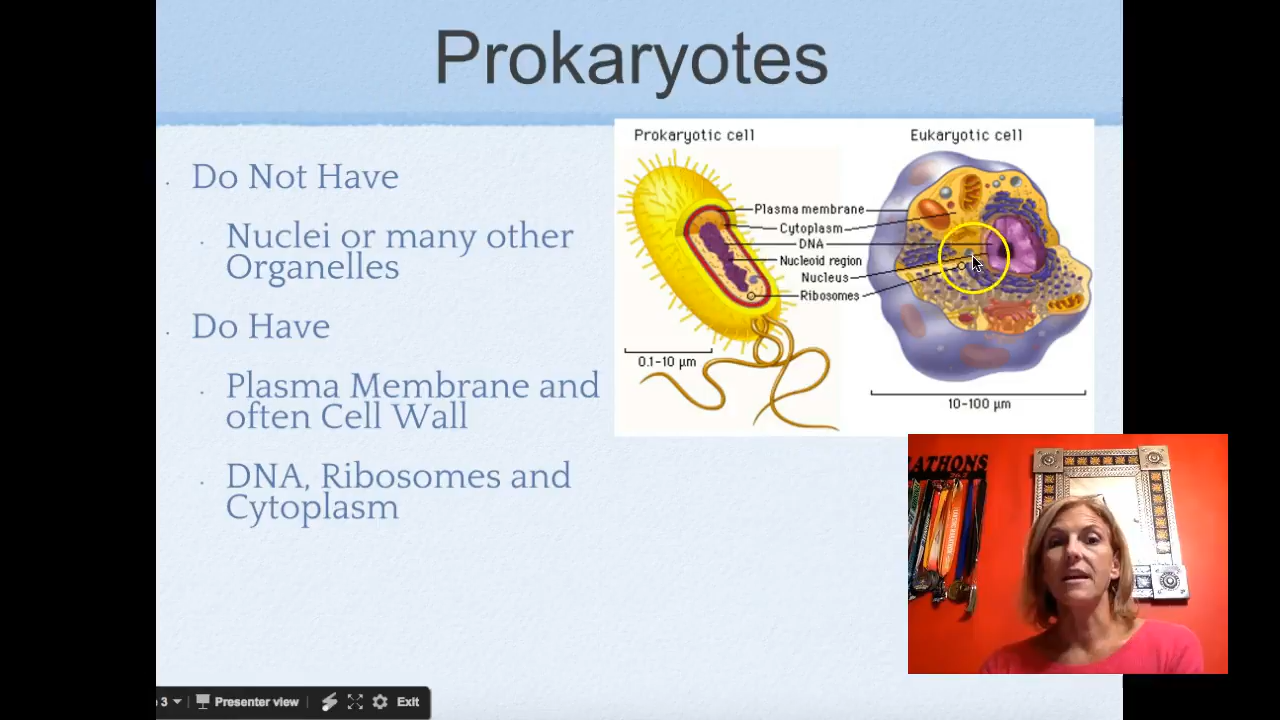 Prokaryotes
Do Not Have
Nuclei or many other
Organelles
Do Have
Plasma Membrane and
often Cell Wall
DNA, Ribosomes and
Cytoplasm
Prokaryotic cell
Eukaryotic cell
Plasma membrane
Cytoplasm
DNA
Nucleoid region
Nucleus
Ribosomes
0.1-10 µm
10-100 µm
ATHONS
3
Presenter view
Exit